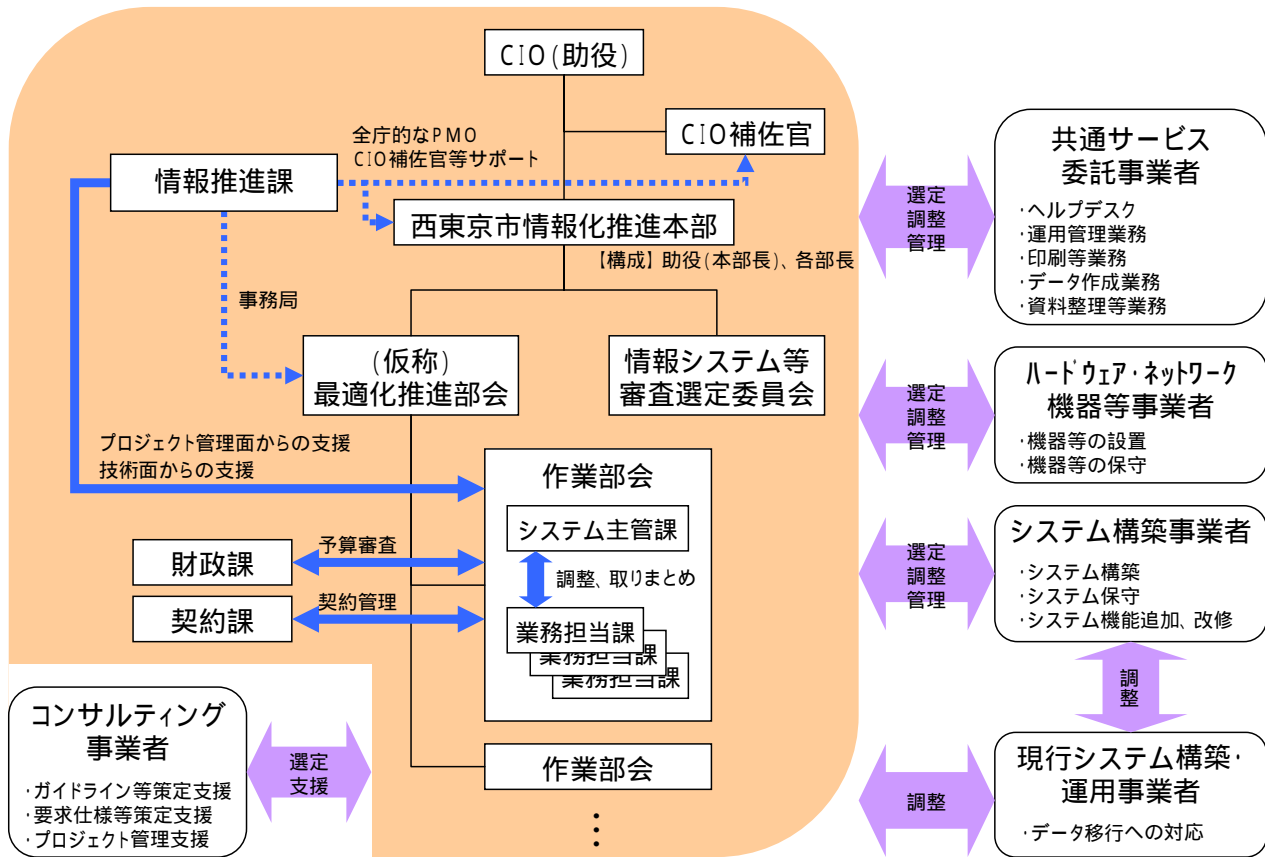 CIO(助役)
CIO補佐官
全庁的なPMO
CIO補佐官等サポート
情報推進課
西東京市情報化推進本部
【構成】助役(本部長)、各部長
事務局
(仮称)
最適化推進部会
情報システム等
審査選定委員会
プロジェクト管理面からの支援
技術面からの支援
作業部会
システム主管課
調整、取りまとめ
業務担当課
業務担当課
業務担当課
財政課
予算審査
契約課
契約管理
作業部会
⋮
コンサルティング
事業者
・ガイドライン等策定支援
・要求仕様等策定支援
・プロジェクト管理支援
選定
支援
選定
調整
管理
共通サービス
委託事業者
・ヘルプデスク
・運用管理業務
・印刷等業務
・データ作成業務
・資料整理等業務
選定
調整
管理
ハードウェア・ネットワーク
機器等事業者
・機器等の設置
・機器等の保守
選定
調整
管理
システム構築事業者
・システム構築
・システム保守
・システム機能追加、改修
調
整
調整
現行システム構築・
運用事業者
・データ移行への対応